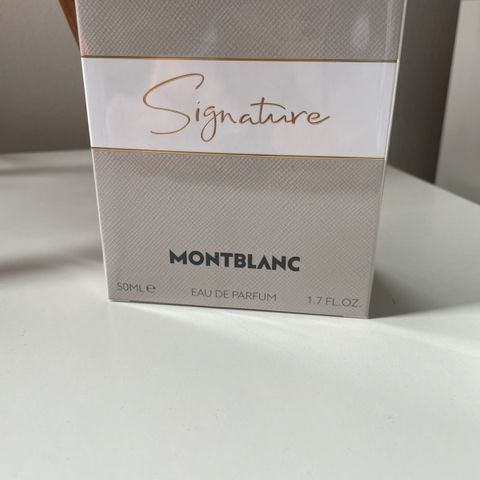 Signature
MONTBLANC
50ML℮ EAU DE PARFUM 1.7 FL.OZ.